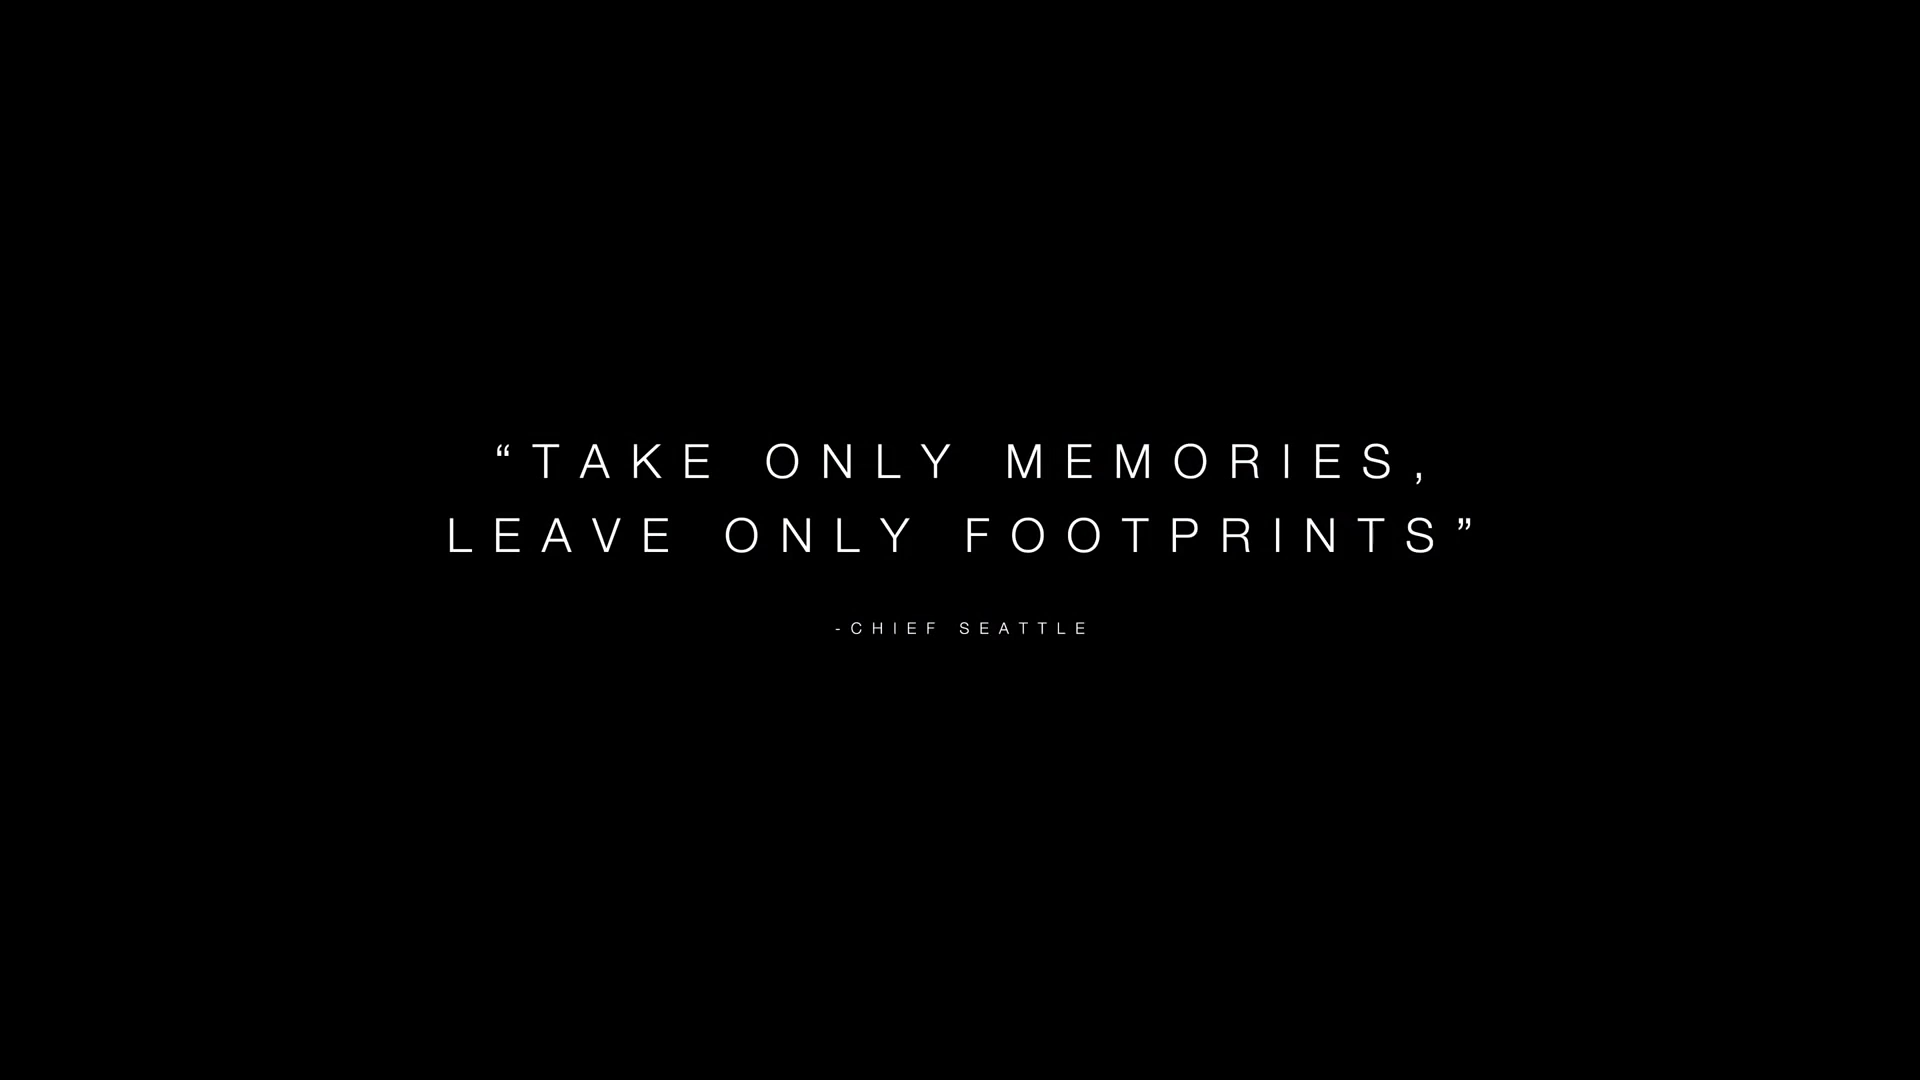 “TAKE ONLY MEMORIES,
LEAVE ONLY FOOTPRINTS”
-CHIEF SEATTLE